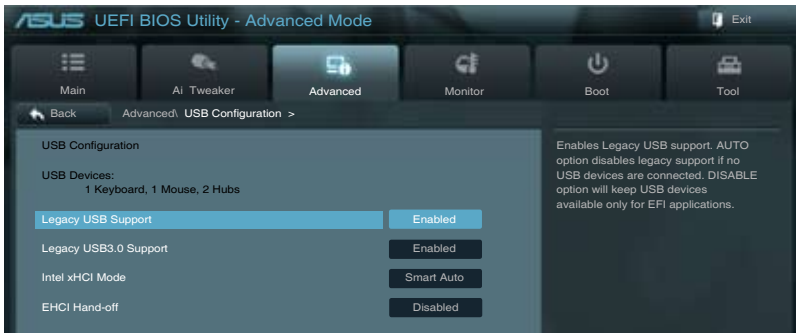 ASUS UEFI BIOS Utility - Advanced Mode
Exit
Main
Ai Tweaker
Advanced
Monitor
Boot
Tool
Back
Advanced\ USB Configuration >
USB Configuration
USB Devices:
1 Keyboard, 1 Mouse, 2 Hubs
Legacy USB Support Enabled
Legacy USB3.0 Support Enabled
Intel xHCI Mode Smart Auto
EHCI Hand-off Disabled
Enables Legacy USB support. AUTO
option disables legacy support if no
USB devices are connected. DISABLE
option will keep USB devices
available only for EFI applications.